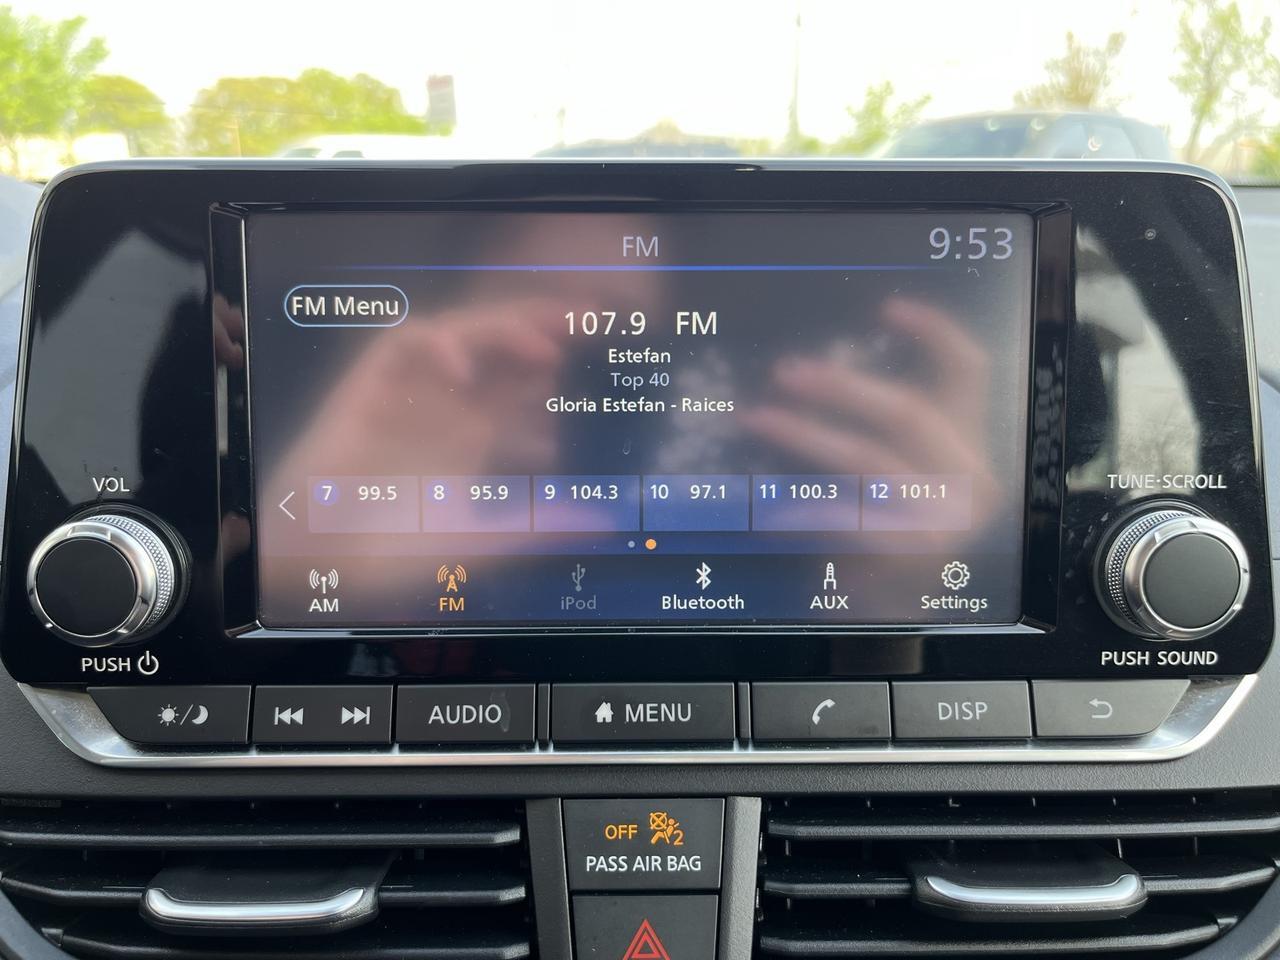 FM
9:53
FM Menu
107.9 FM
Estefan
Top 40
Gloria Estefan - Raices
7 99.5
8 95.9
9 104.3
10 97.1
11 100.3
12 101.1
AM
FM
iPod
Bluetooth
AUX
Settings
VOL
PUSH
TUNE·SCROLL
PUSH SOUND
AUDIO
MENU
DISP
OFF 2
PASS AIR BAG